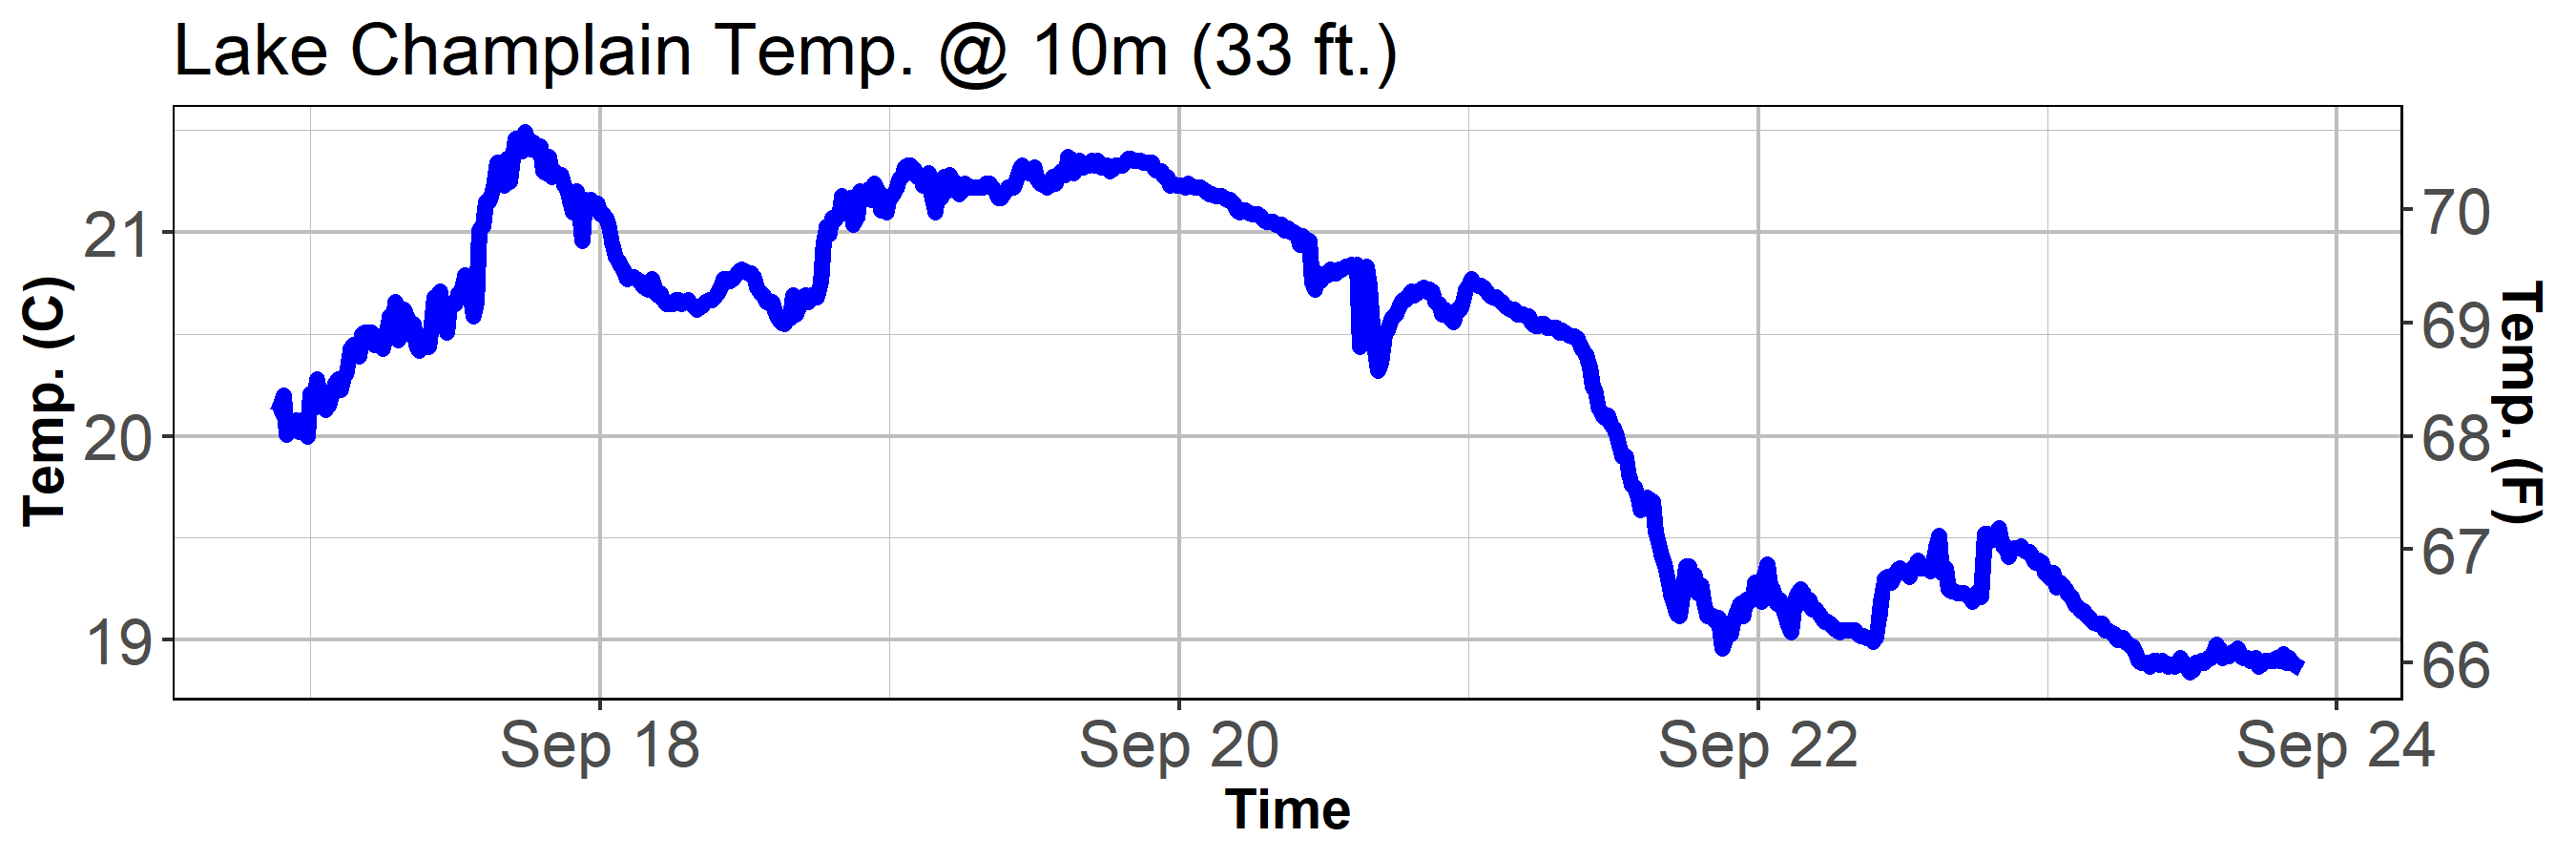 Lake Champlain Temp. @ 10m (33 ft.)
Temp. (C)
21
20
19
70
69
68
67
66
Temp. (F)
Sep 18 Sep 20 Sep 22 Sep 24
Time